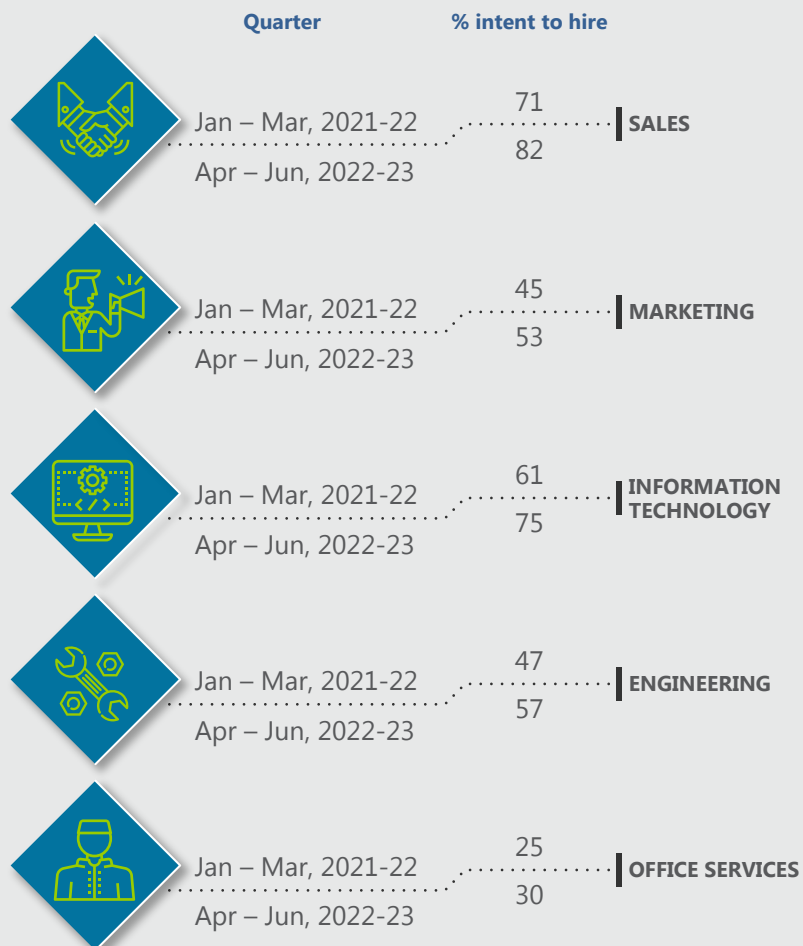 Quarter % intent to hire
Jan – Mar, 2021-22 71
SALES
Apr – Jun, 2022-23 82
Jan – Mar, 2021-22 45
MARKETING
Apr – Jun, 2022-23 53
Jan – Mar, 2021-22 61
INFORMATION
TECHNOLOGY
Apr – Jun, 2022-23 75
Jan – Mar, 2021-22 47
ENGINEERING
Apr – Jun, 2022-23 57
Jan – Mar, 2021-22 25
OFFICE SERVICES
Apr – Jun, 2022-23 30